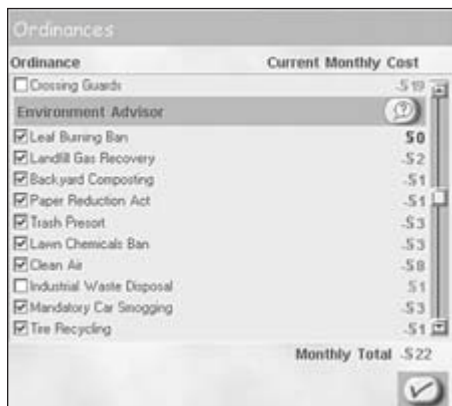 Ordinances
Ordinance Current Monthly Cost
Crossing Guards -$19
Environment Advisor
Leaf Burning Ban $0
Landfill Gas Recovery -$2
Backyard Composting -$1
Paper Reduction Act -$1
Trash Presort -$3
Lawn Chemicals Ban -$3
Clean Air -$8
Industrial Waste Disposal $1
Mandatory Car Smogging -$3
Tire Recycling -$1
Monthly Total -$22